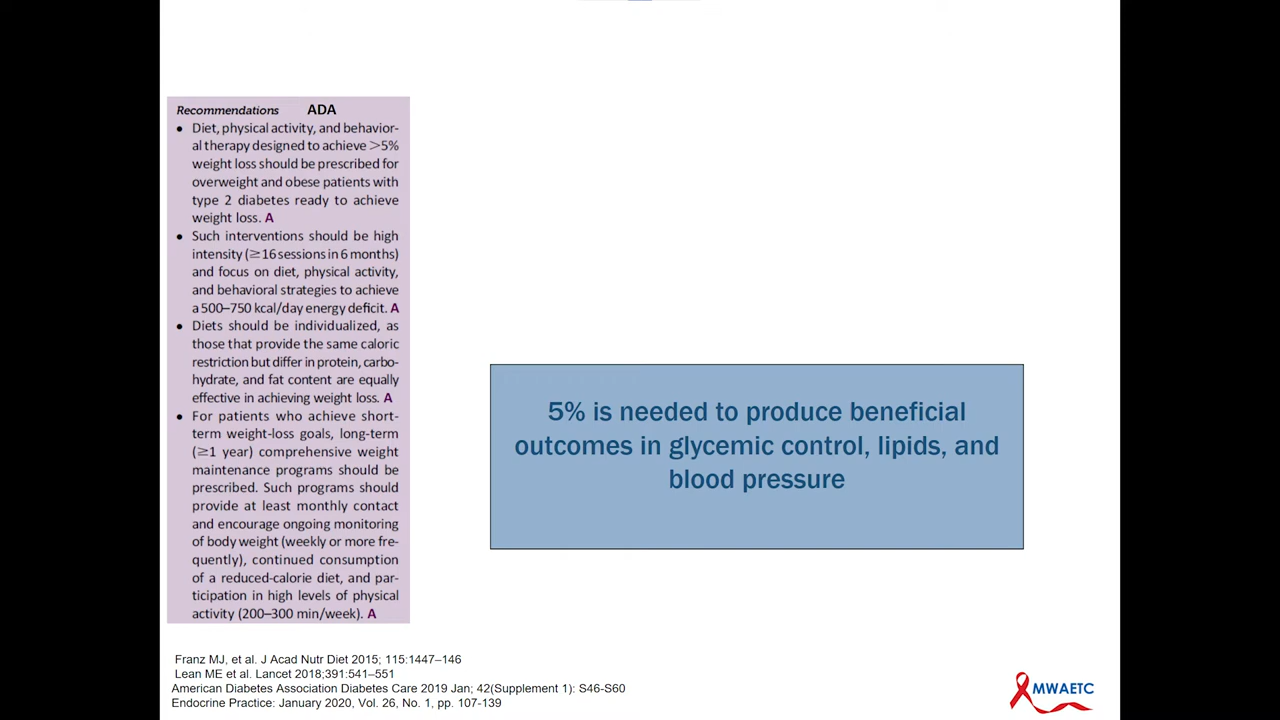 Recommendations ADA
• Diet, physical activity, and behavior-
al therapy designed to achieve >5%
weight loss should be prescribed for
overweight and obese patients with
type 2 diabetes ready to achieve
weight loss. A
• Such interventions should be high
intensity (≥16 sessions in 6 months)
and focus on diet, physical activity,
and behavioral strategies to achieve
a 500–750 kcal/day energy deficit. A
• Diets should be individualized, as
those that provide the same caloric
restriction but differ in protein, carbo-
hydrate, and fat content are equally
effective in achieving weight loss. A
• For patients who achieve short-
term weight-loss goals, long-term
(≥1 year) comprehensive weight
maintenance programs should be
prescribed. Such programs should
provide at least monthly contact
and encourage ongoing monitoring
of body weight (weekly or more fre-
quently), continued consumption
of a reduced-calorie diet, and par-
ticipation in high levels of physical
activity (200–300 min/week). A
5% is needed to produce beneficial
outcomes in glycemic control, lipids, and
blood pressure
Franz MJ, et al. J Acad Nutr Diet 2015; 115:1447–146
Lean ME et al. Lancet 2018;391:541–551
American Diabetes Association Diabetes Care 2019 Jan; 42(Supplement 1): S46-S60
Endocrine Practice: January 2020, Vol. 26, No. 1, pp. 107-139
MWAETC